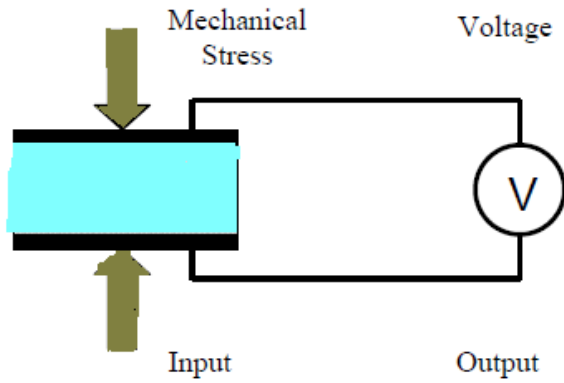 Mechanical
Stress
Voltage
V
Input
Output